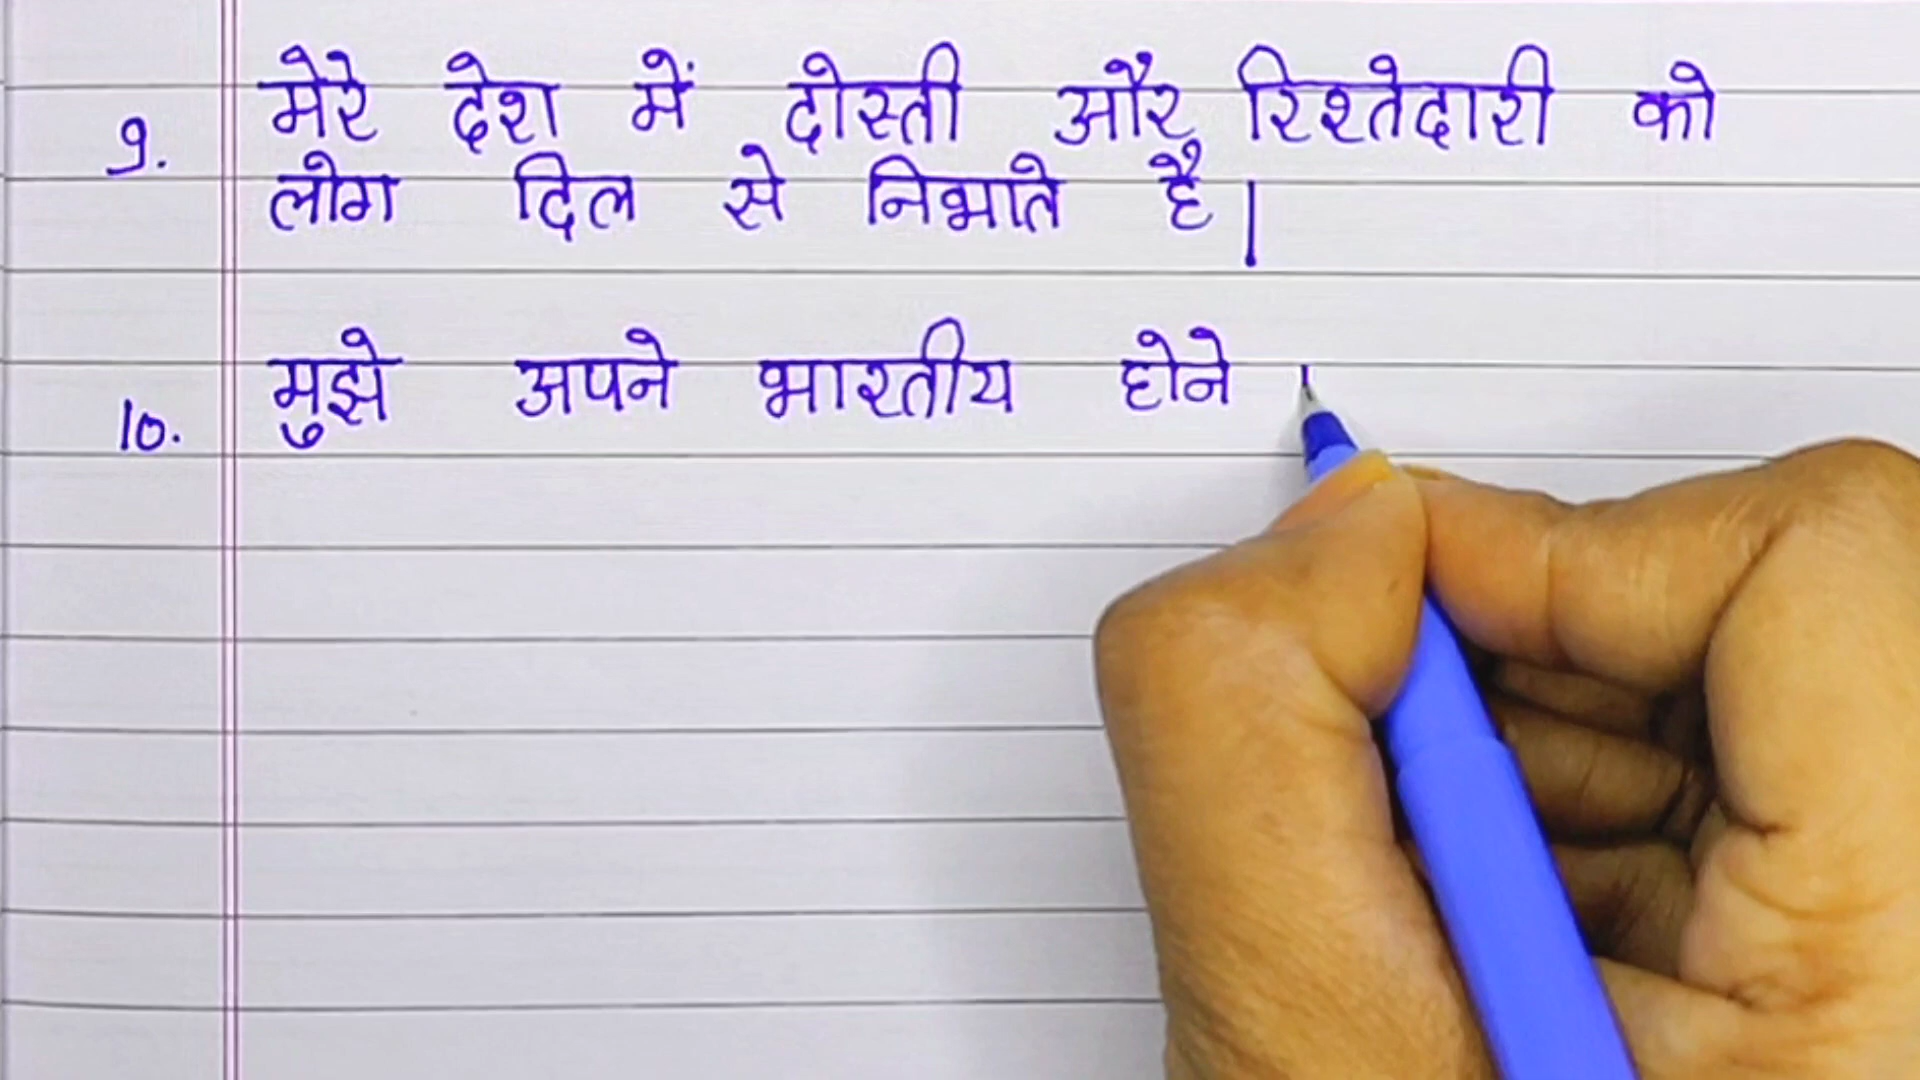 9. मेरे देश में दोस्ती और रिश्तेदारी को
लोग दिल से निभाते है।
10. मुझे अपने भारतीय होने